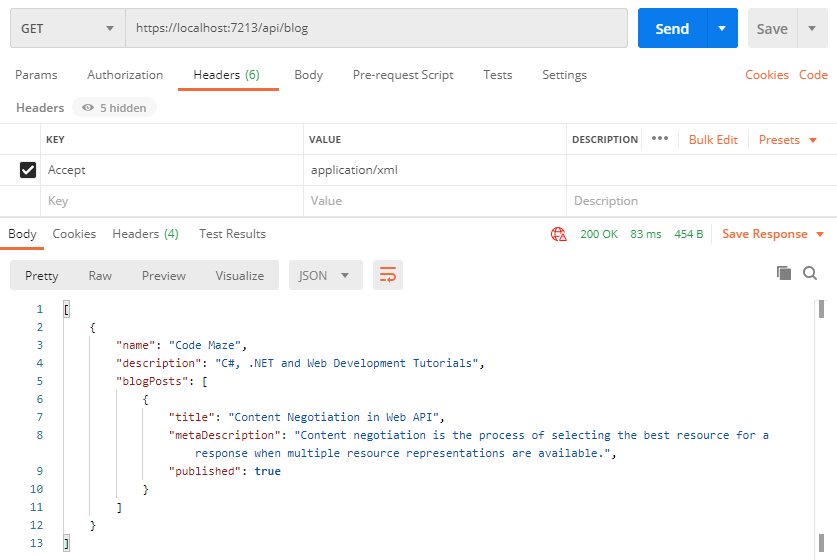 GET https://localhost:7213/api/blog Send Save
Params Authorization Headers (6) Body Pre-request Script Tests Settings Cookies Code
Headers 5 hidden
KEY VALUE DESCRIPTION ••• Bulk Edit Presets
Accept application/xml
Key Value Description
Body Cookies Headers (4) Test Results 200 OK 83 ms 454 B Save Response
Pretty Raw Preview Visualize JSON
1 [
2 {
3 "name": "Code Maze",
4 "description": "C#, .NET and Web Development Tutorials",
5 "blogPosts": [
6 {
7 "title": "Content Negotiation in Web API",
8 "metaDescription": "Content negotiation is the process of selecting the best resource for a
response when multiple resource representations are available.",
9 "published": true
10 }
11 ]
12 }
13 ]